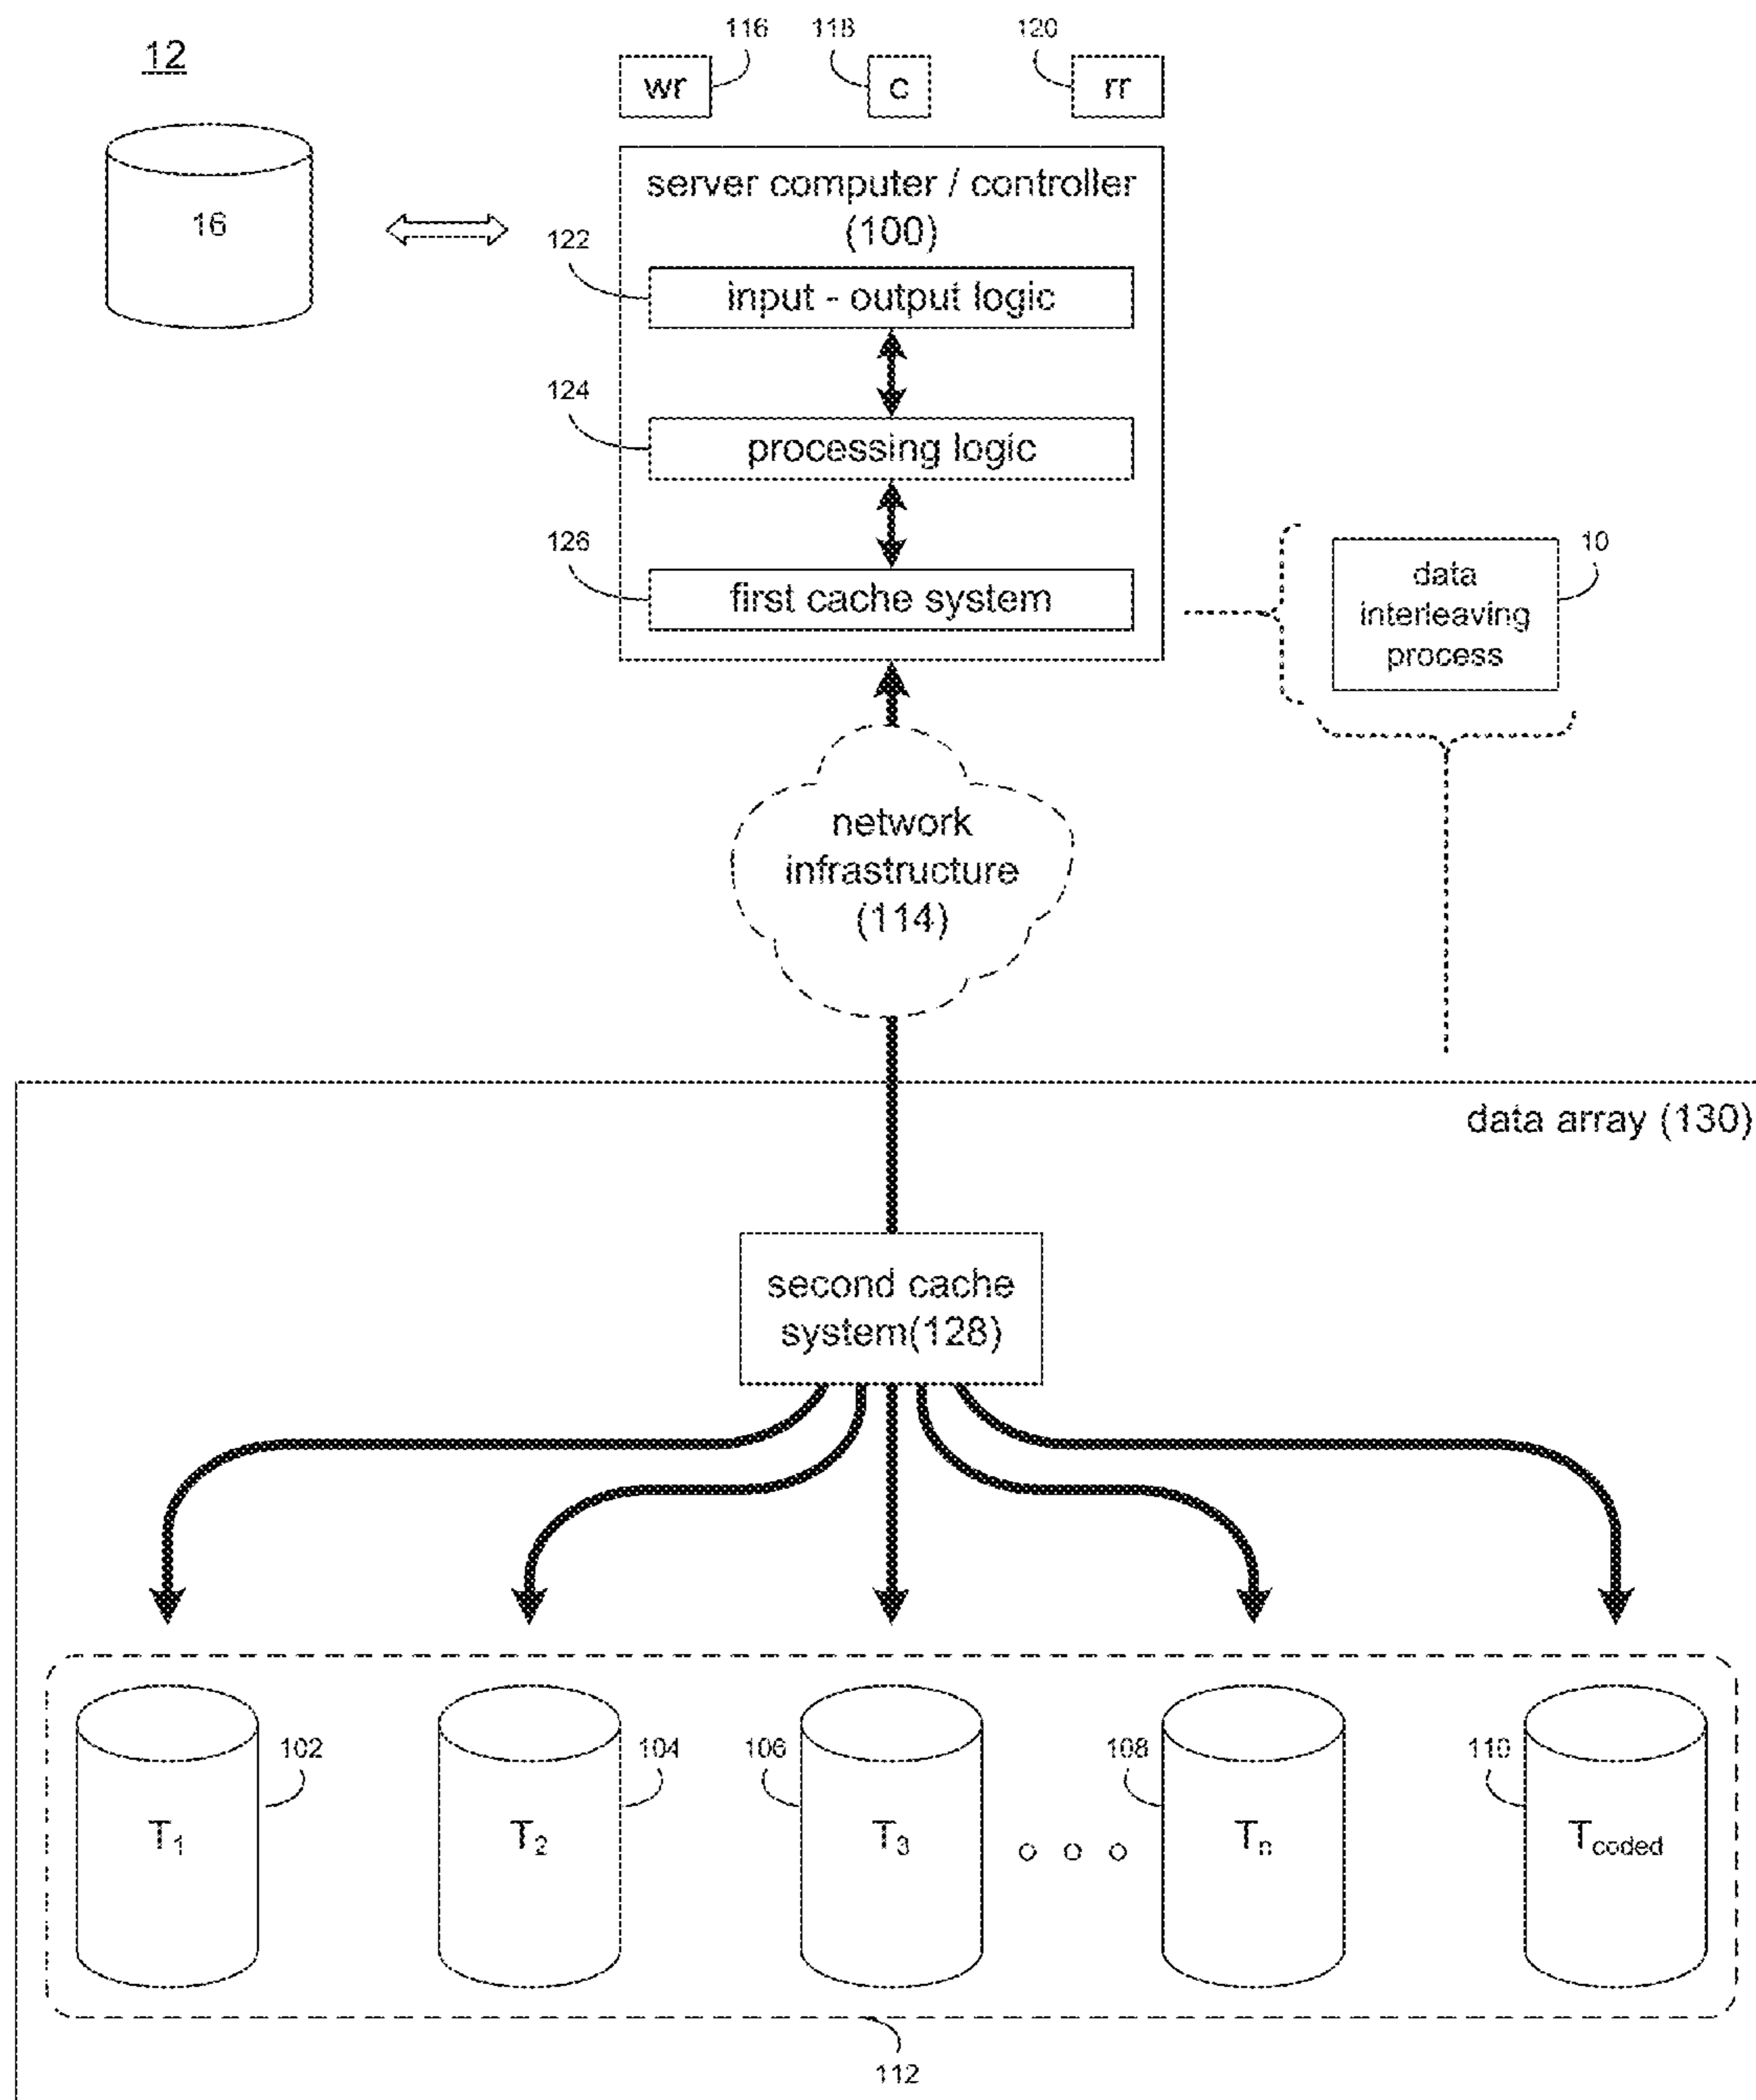 12
116
118
120
wr
c
rr
16
server computer / controller
(100)
122
input - output logic
124
processing logic
126
first cache system
10
data
interleaving
process
network
infrastructure
(114)
data array (130)
second cache
system(128)
102
104
106
108
110
T1
T2
T3
Tn
Tcoded
112